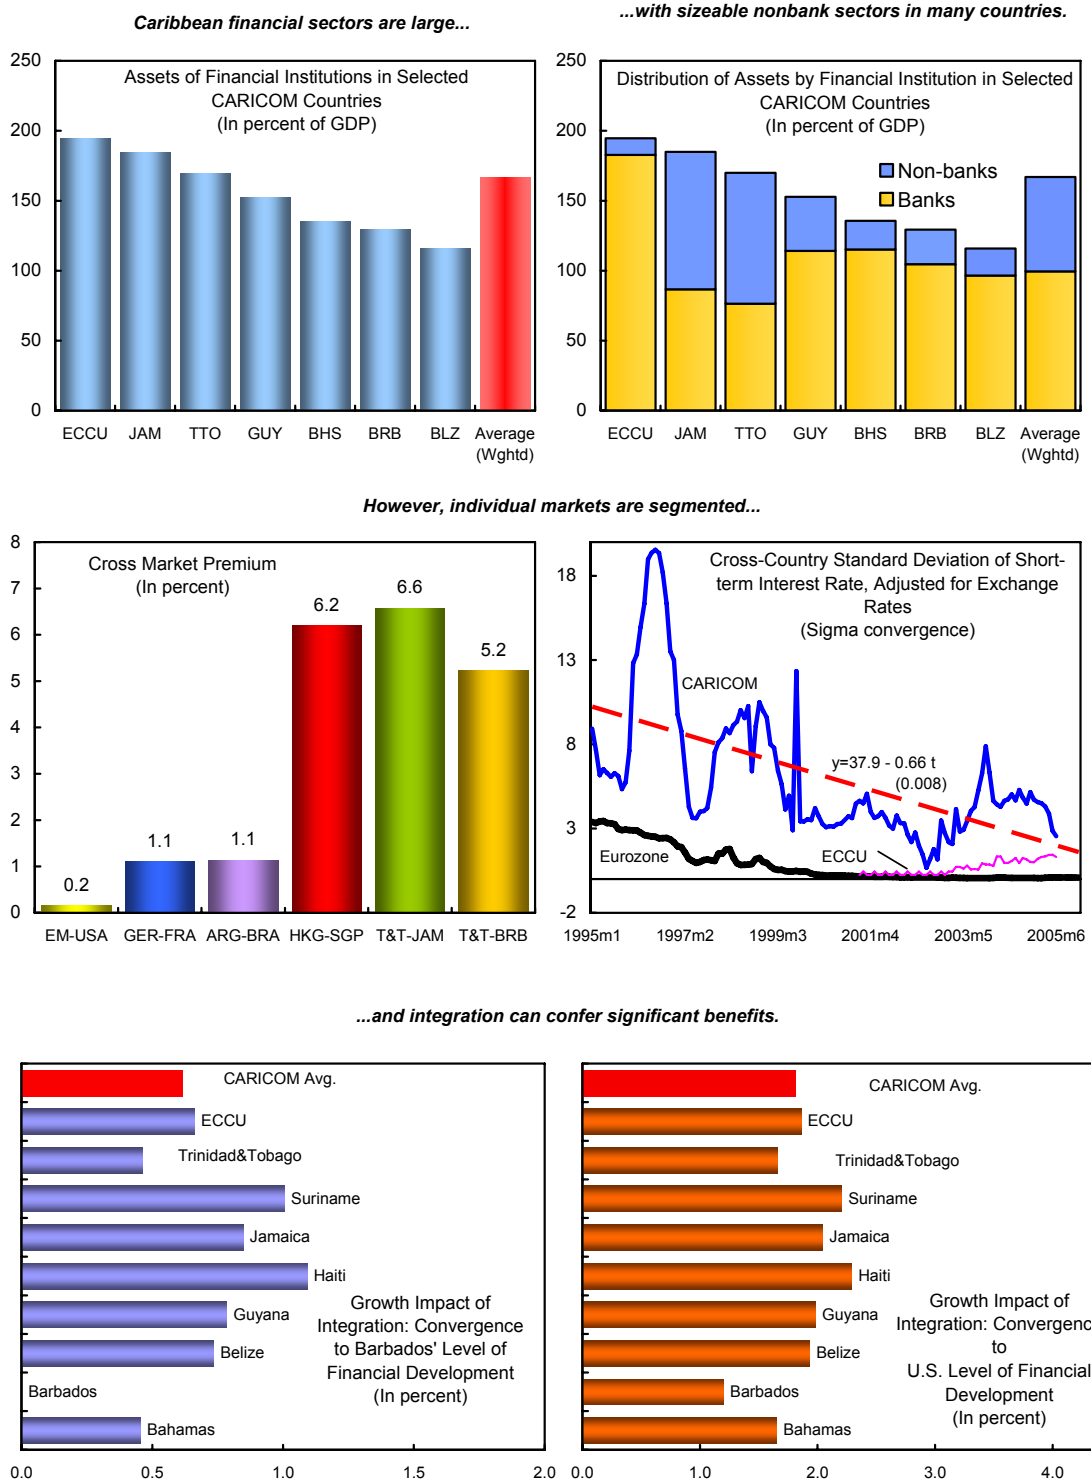 Caribbean financial sectors are large...
...with sizeable nonbank sectors in many countries.
250
200
150
100
50
0
Assets of Financial Institutions in Selected
CARICOM Countries
(In percent of GDP)
ECCU JAM TTO GUY BHS BRB BLZ Average
(Wghtd)
250
200
150
100
50
0
Distribution of Assets by Financial Institution in Selected
CARICOM Countries
(In percent of GDP)
Non-banks
Banks
ECCU JAM TTO GUY BHS BRB BLZ Average
(Wghtd)
However, individual markets are segmented...
8
7
6
5
4
3
2
1
0
Cross Market Premium
(In percent)
0.2
1.1
1.1
6.2
6.6
5.2
EM-USA GER-FRA ARG-BRA HKG-SGP T&T-JAM T&T-BRB
18
13
8
3
-2
Cross-Country Standard Deviation of Short-
term Interest Rate, Adjusted for Exchange
Rates
(Sigma convergence)
CARICOM
y=37.9 - 0.66 t
(0.008)
Eurozone
ECCU
1995m1 1997m2 1999m3 2001m4 2003m5 2005m6
...and integration can confer significant benefits.
CARICOM Avg.
ECCU
Trinidad&Tobago
Suriname
Jamaica
Haiti
Guyana
Belize
Barbados
Bahamas
Growth Impact of
Integration: Convergence
to Barbados' Level of
Financial Development
(In percent)
0.0 0.5 1.0 1.5 2.0
CARICOM Avg.
ECCU
Trinidad&Tobago
Suriname
Jamaica
Haiti
Guyana
Belize
Barbados
Bahamas
Growth Impact of
Integration: Convergenc
to
U.S. Level of Financial
Development
(In percent)
0.0 1.0 2.0 3.0 4.0